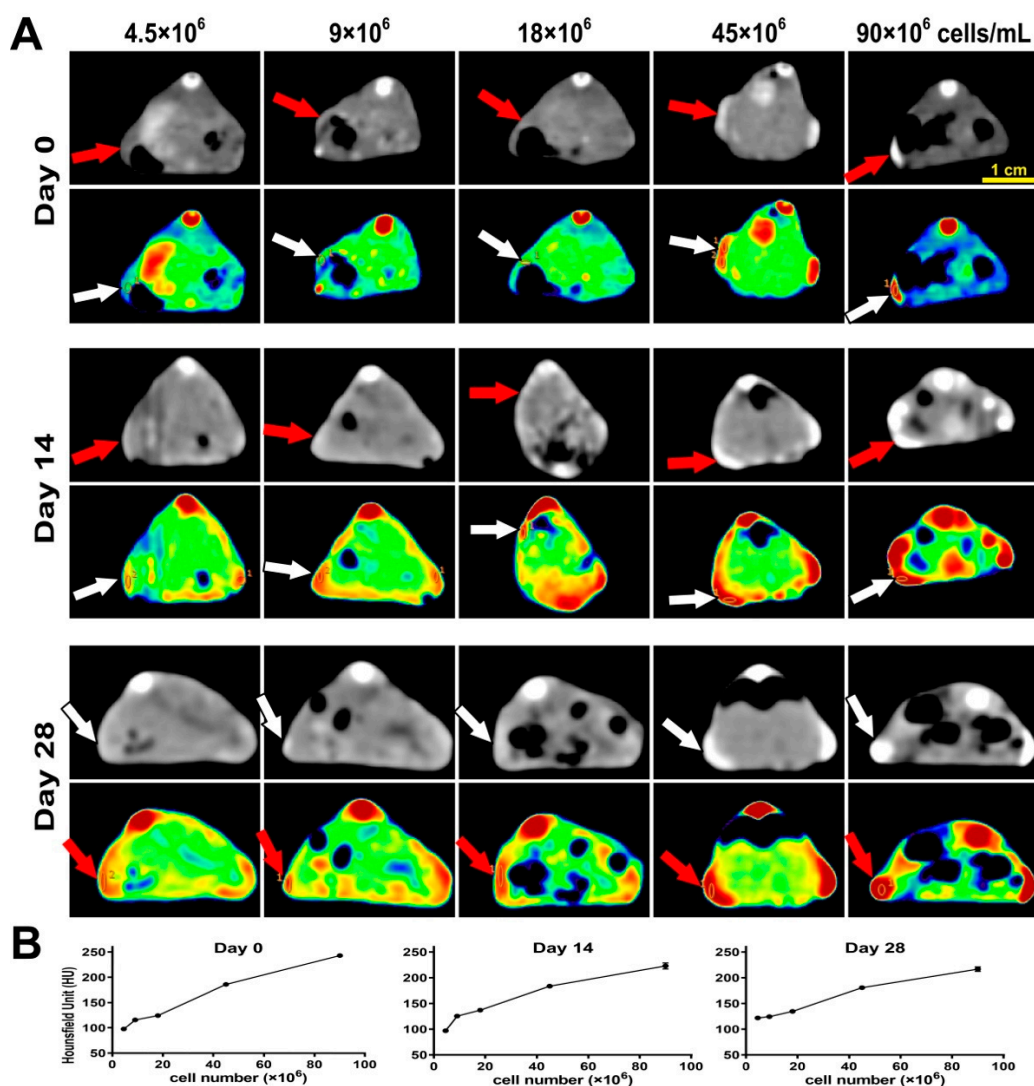 A
4.5×10⁶ 9×10⁶ 18×10⁶ 45×10⁶ 90×10⁶ cells/mL
Day 0
1 cm
Day 14
Day 28
B
Day 0 Day 14 Day 28
Hounsfield Unit (HU)
250 250 250
200 200 200
150 150 150
100 100 100
50 50 50
0 20 40 60 80 100 0 20 40 60 80 100 0 20 40 60 80 100
cell number (×10⁶) cell number (×10⁶) cell number (×10⁶)